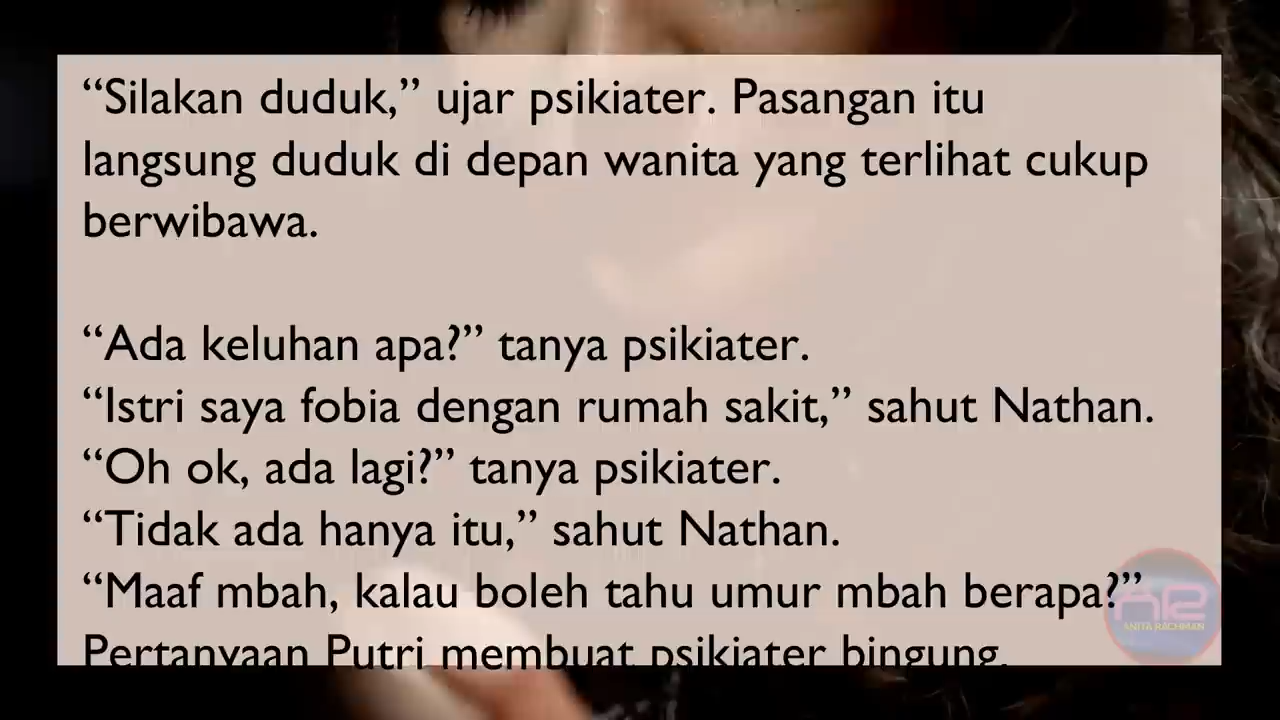 “Silakan duduk,” ujar psikiater. Pasangan itu
langsung duduk di depan wanita yang terlihat cukup
berwibawa.
“Ada keluhan apa?” tanya psikiater.
“Istri saya fobia dengan rumah sakit,” sahut Nathan.
“Oh ok, ada lagi?” tanya psikiater.
“Tidak ada hanya itu,” sahut Nathan.
“Maaf mbah, kalau boleh tahu umur mbah berapa?”
Pertanyaan Putri membuat psikiater bingung.
AR
ANITA RACHMAN